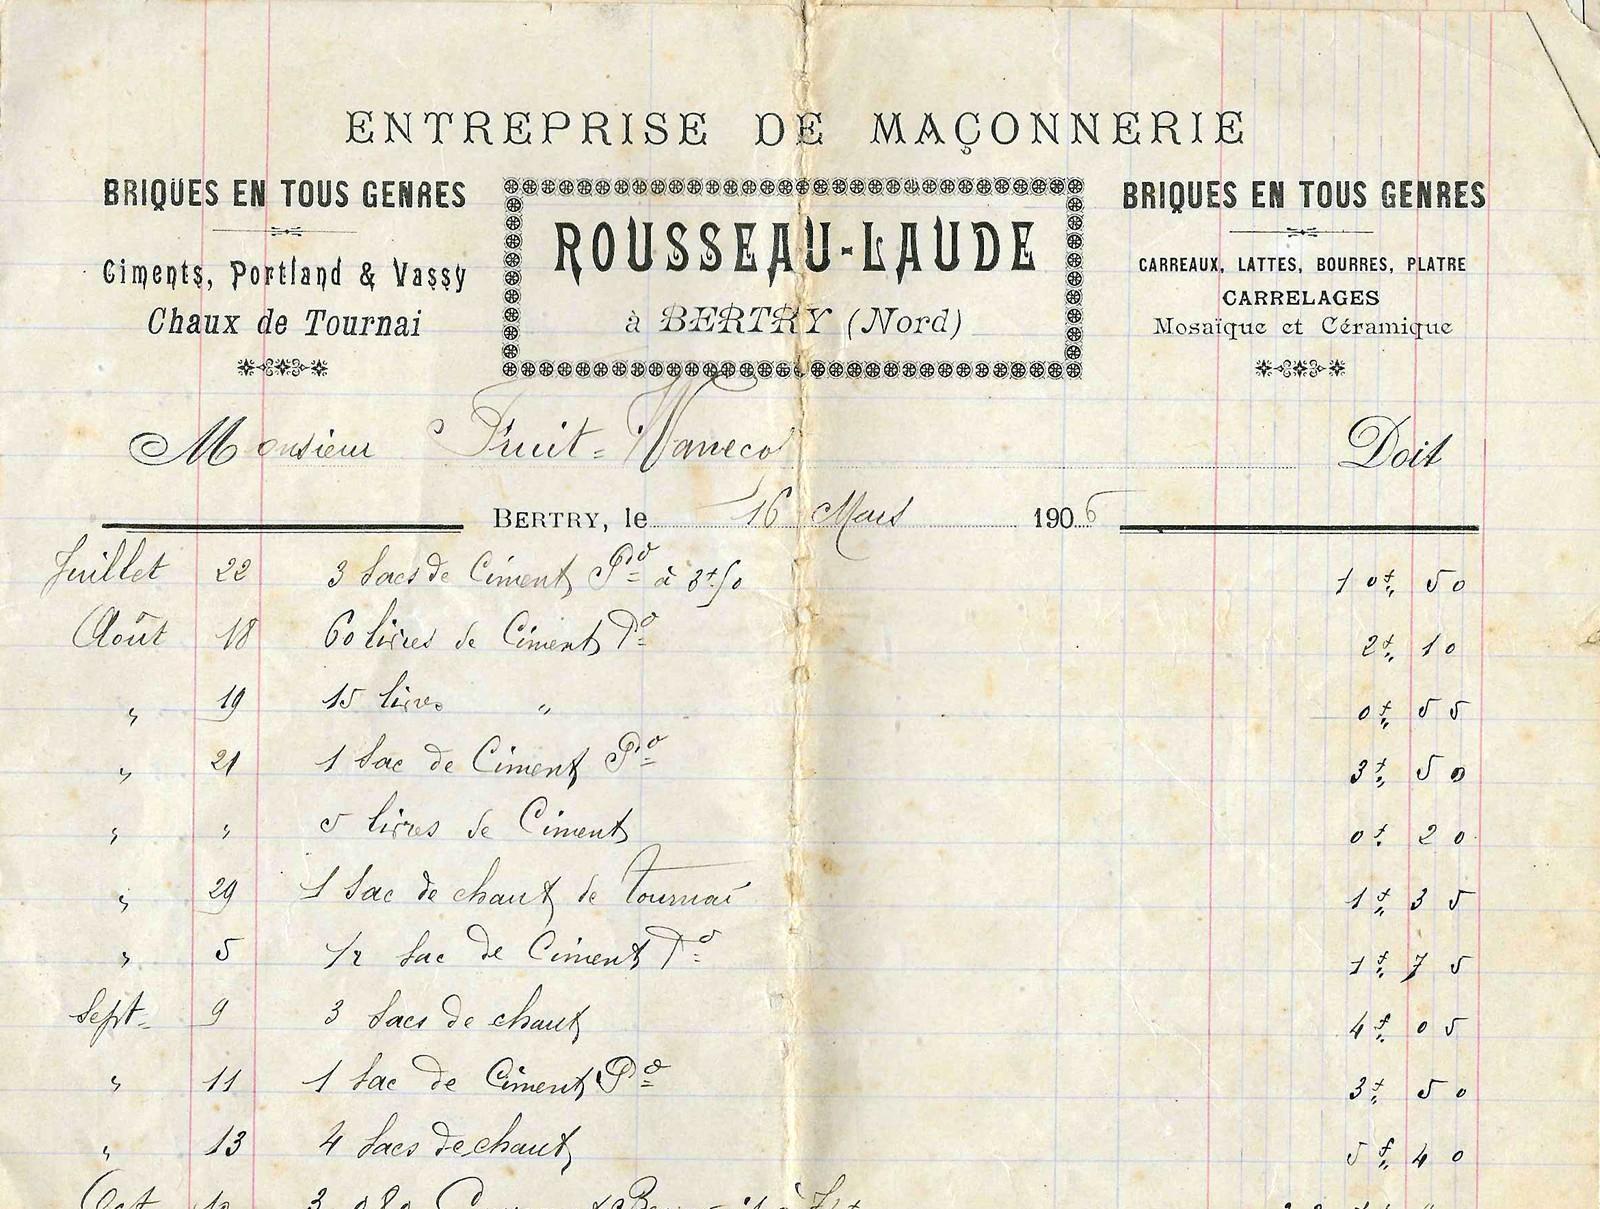 ENTREPRISE DE MAÇONNERIE
BRIQUES EN TOUS GENRES
Ciments, Portland & Vassy
Chaux de Tournai
ROUSSEAU-LAUDE
à BERTRY (Nord)
BRIQUES EN TOUS GENRES
CARREAUX, LATTES, BOURRES, PLATRE
CARRELAGES
Mosaïque et Céramique
Monsieur Fruit = Doit
BERTRY, le 16 Mars 1906
Juillet 22 3 Sacs de Ciment Pd à 3f50 10f, 50
Août 18 60 livres de Ciment Pd 2f, 10
" 19 15 livres " 0f, 55
" 21 1 Sac de Ciment Pd 3f, 50
" " 5 livres de Ciment 0f, 20
" 29 1 Sac de chaux de Tournai 1f, 35
" 5 1/2 Sac de Ciment Pd 1f, 75
Sept 9 3 Sacs de chaux 4f, 05
" 11 1 Sac de Ciment Pd 3f, 50
" 13 4 Sacs de chaux 5f, 40
Oct